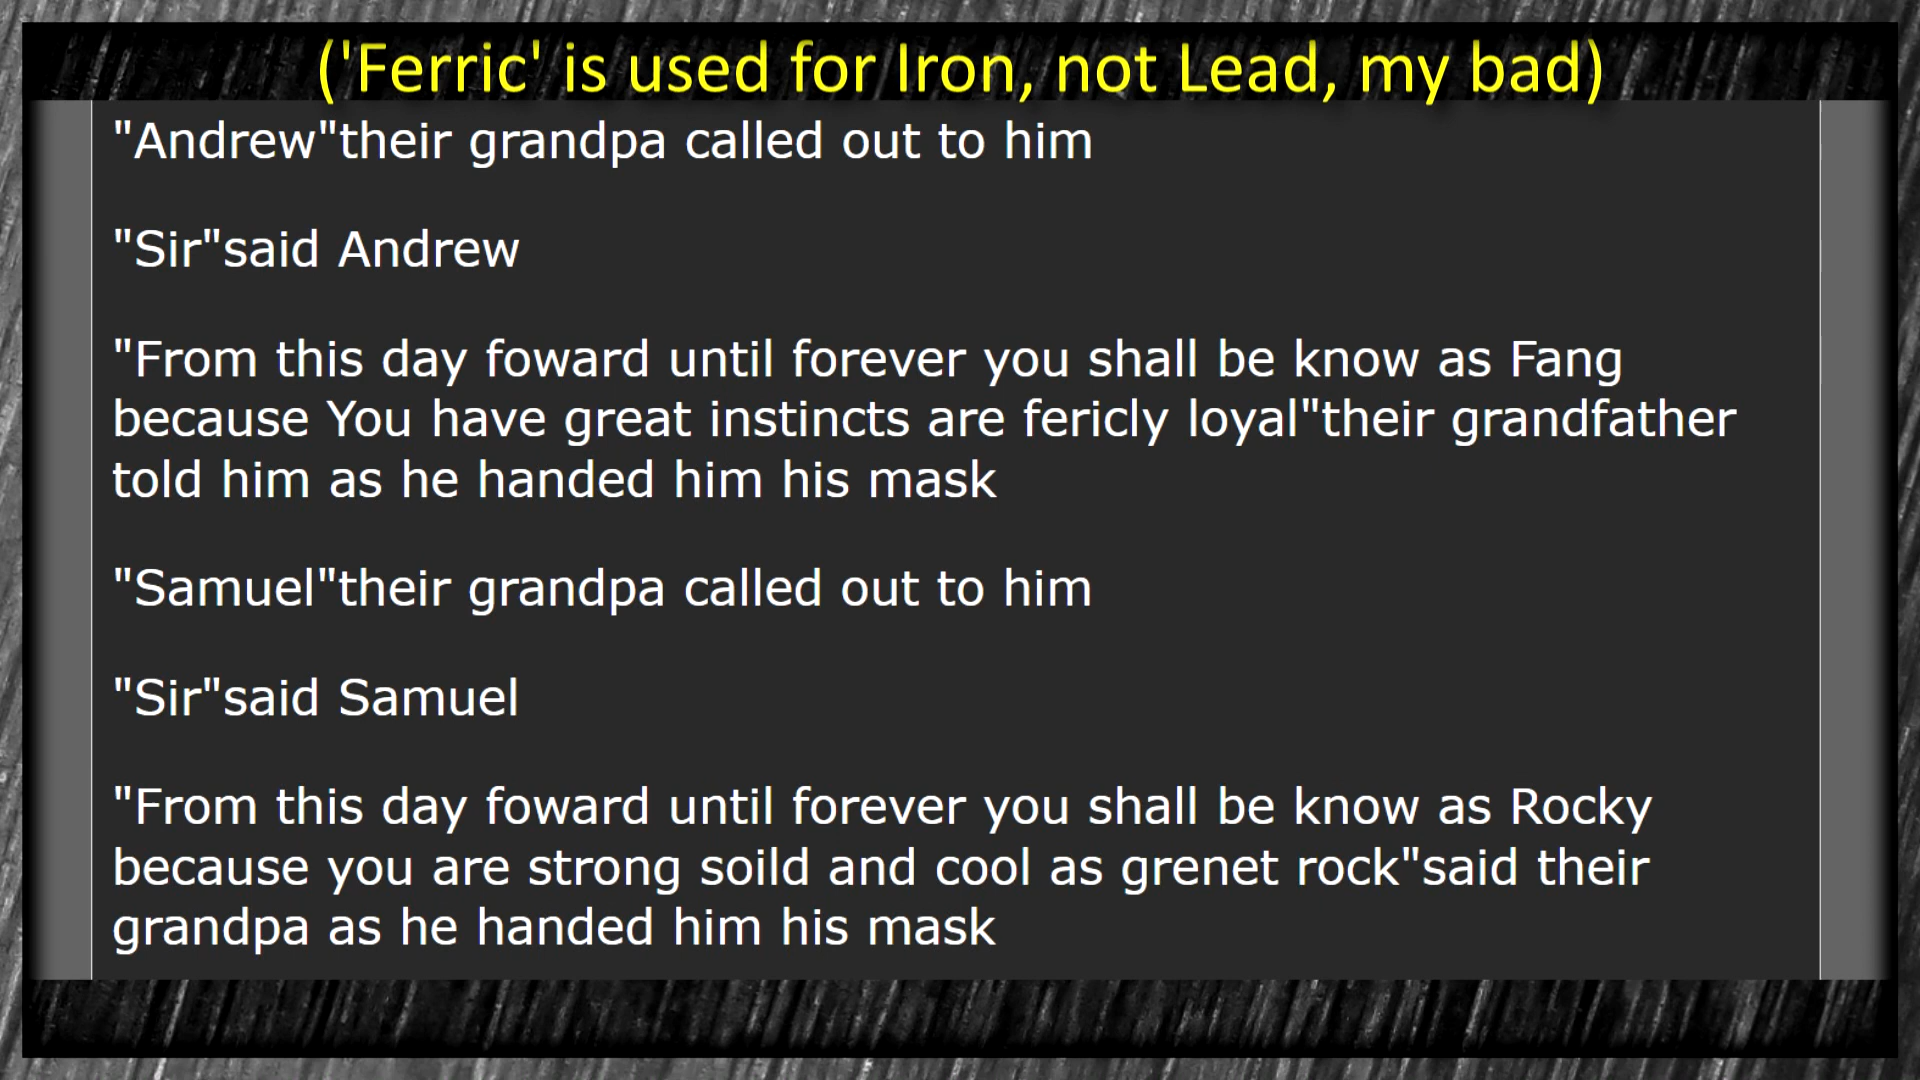 ('Ferric' is used for Iron, not Lead, my bad)
"Andrew"their grandpa called out to him
"Sir"said Andrew
"From this day foward until forever you shall be know as Fang
because You have great instincts are fericly loyal"their grandfather
told him as he handed him his mask
"Samuel"their grandpa called out to him
"Sir"said Samuel
"From this day foward until forever you shall be know as Rocky
because you are strong soild and cool as grenet rock"said their
grandpa as he handed him his mask